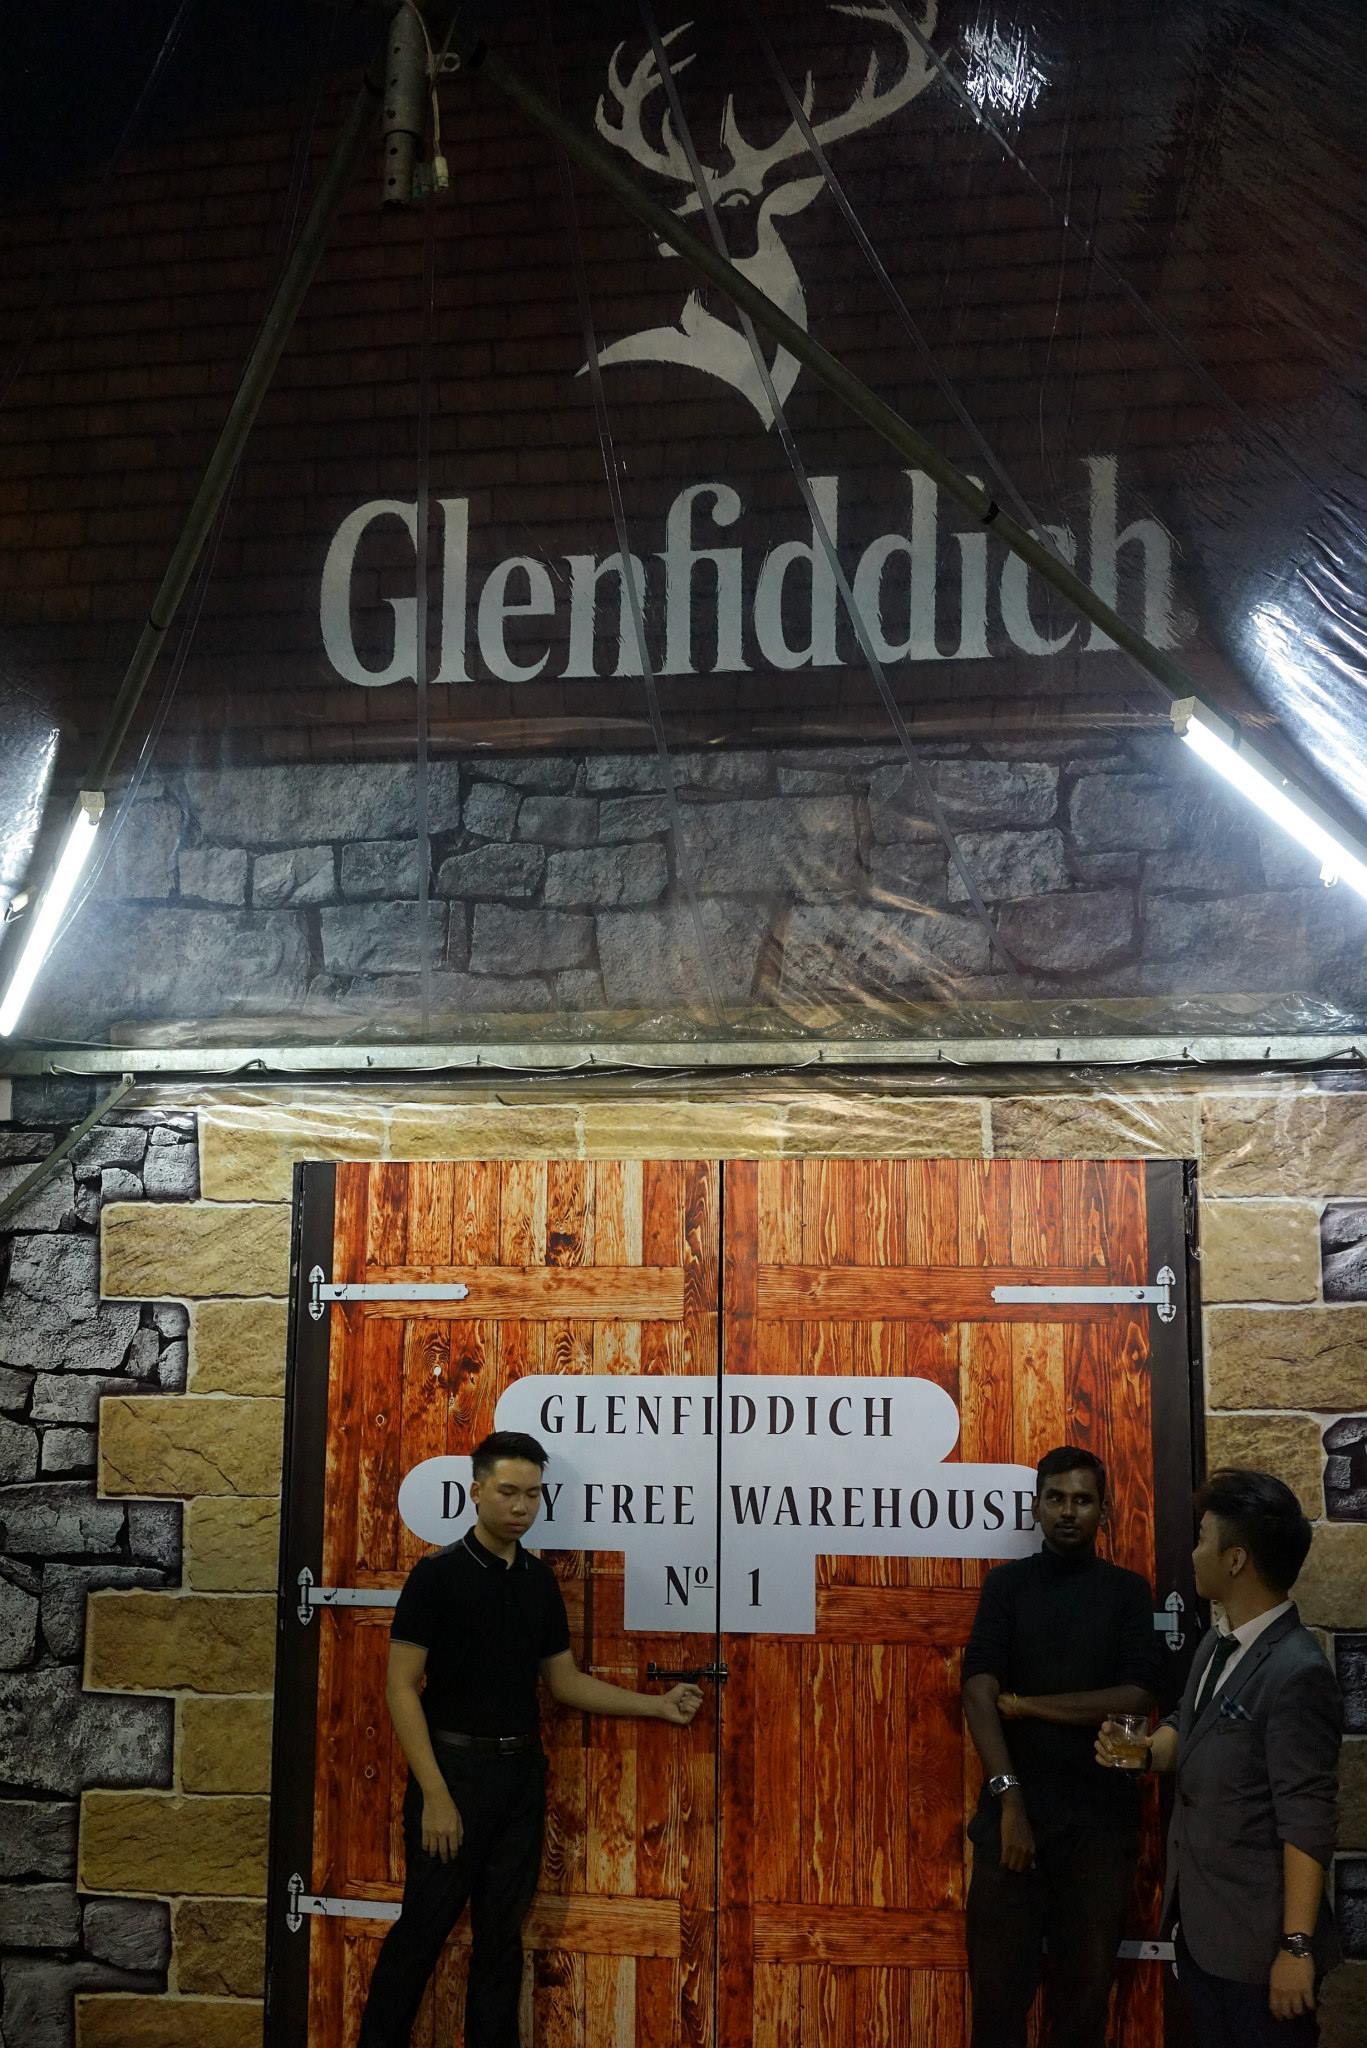 Glenfiddich
GLENFIDDICH
FREE WAREHOUSE
Nº 1